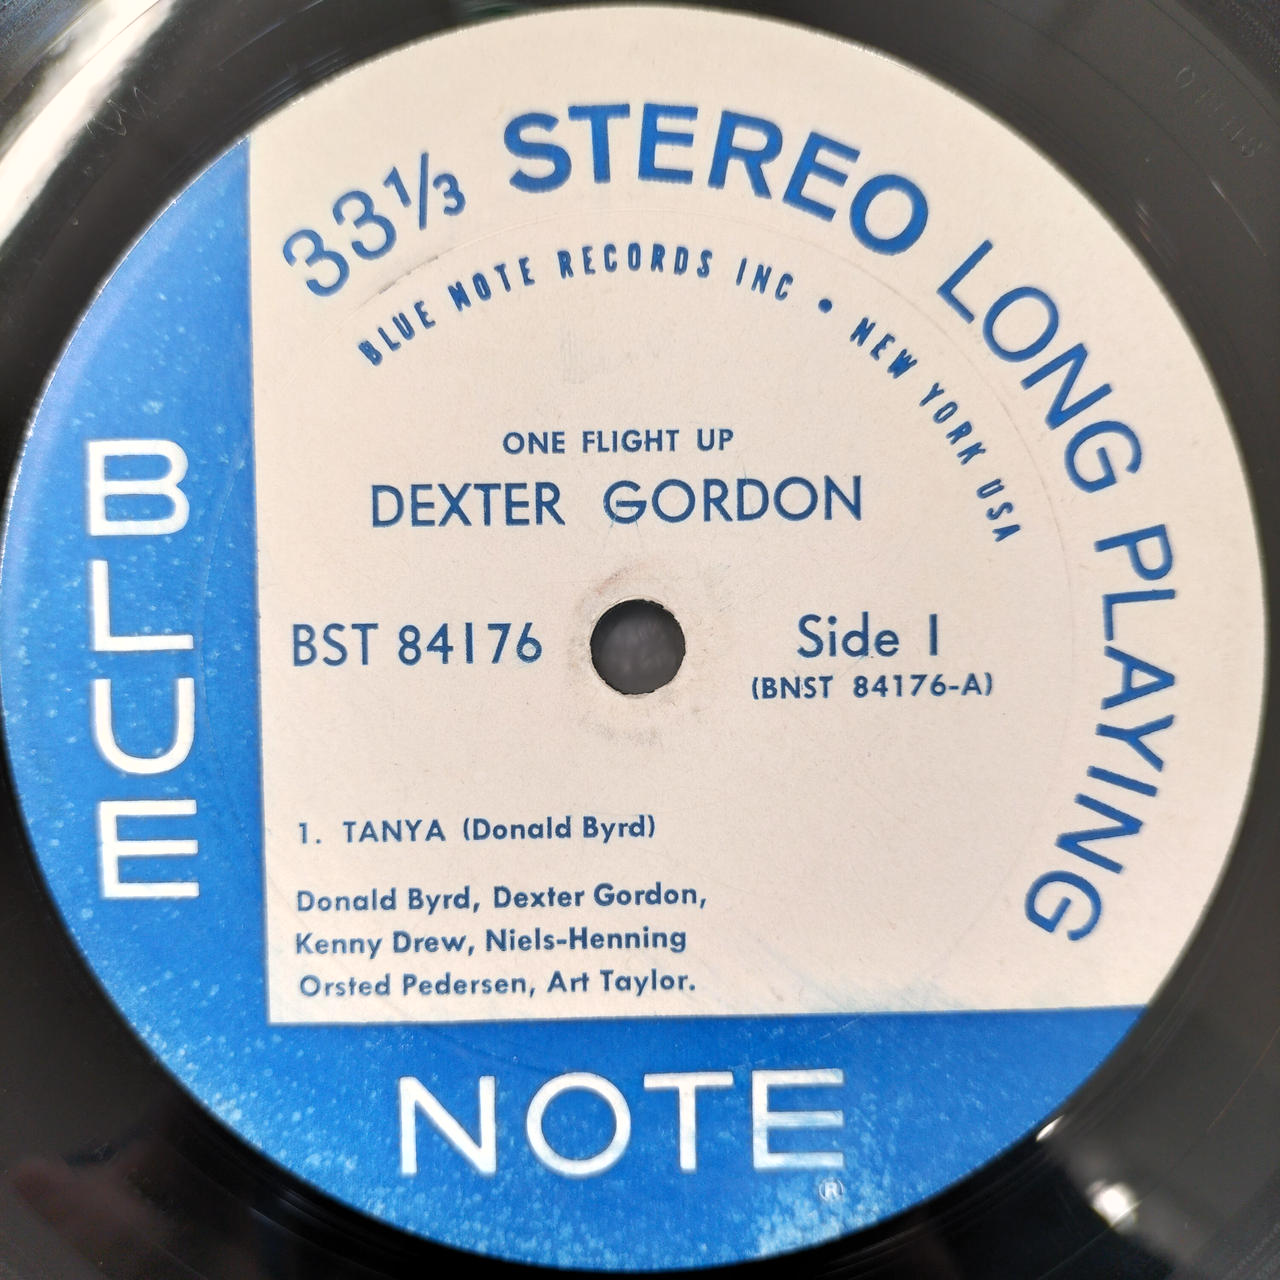 33⅓ STEREO LONG PLAYING
BLUE NOTE RECORDS INC • NEW YORK USA
ONE FLIGHT UP
DEXTER GORDON
BST 84176
Side 1
(BNST 84176-A)
1. TANYA (Donald Byrd)
Donald Byrd, Dexter Gordon,
Kenny Drew, Niels-Henning
Orsted Pedersen, Art Taylor.
BLUE
NOTE
®